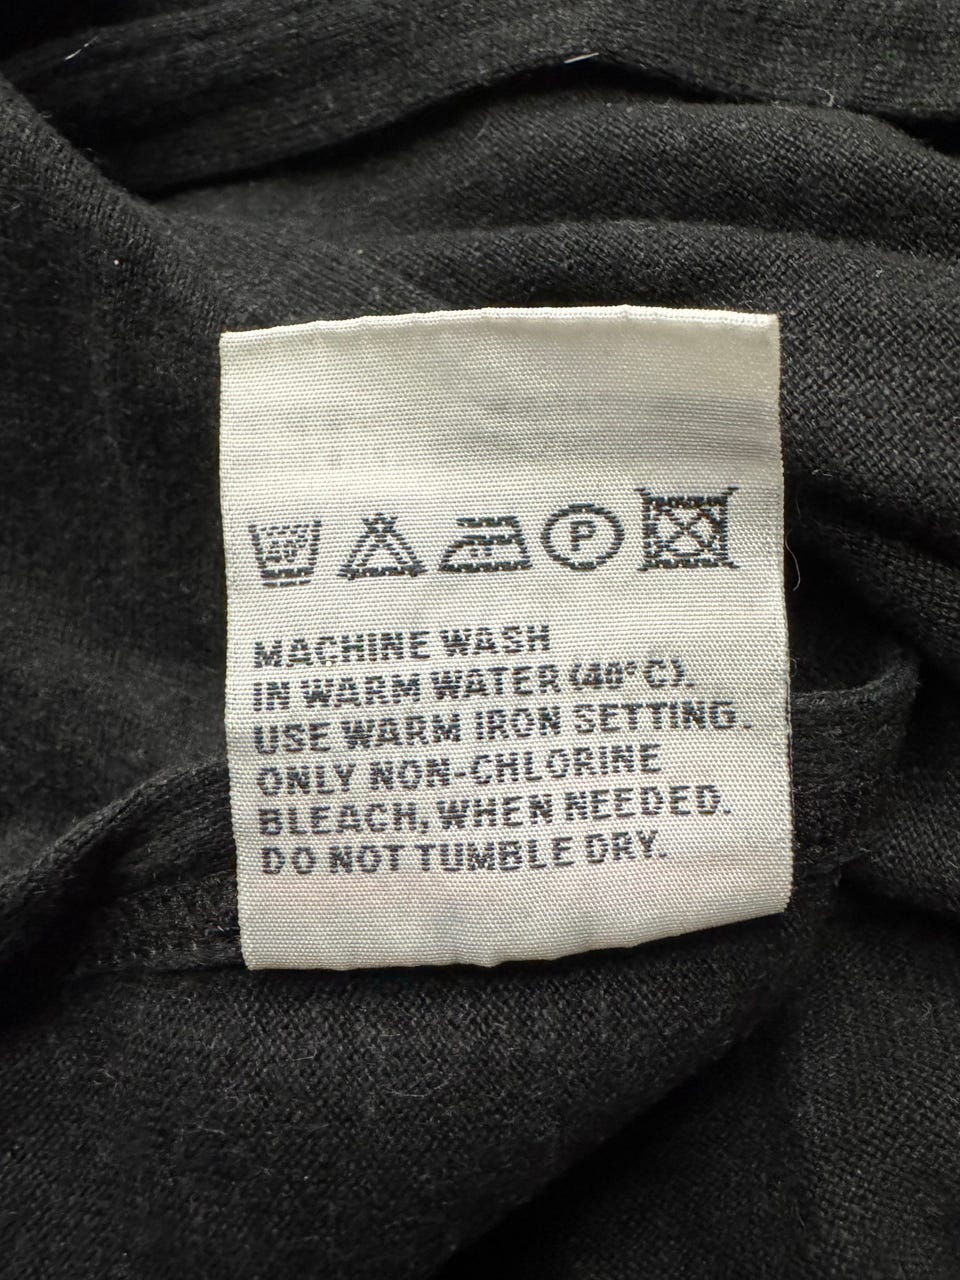 40°
P
MACHINE WASH
IN WARM WATER (40°C).
USE WARM IRON SETTING.
ONLY NON-CHLORINE
BLEACH, WHEN NEEDED.
DO NOT TUMBLE DRY.